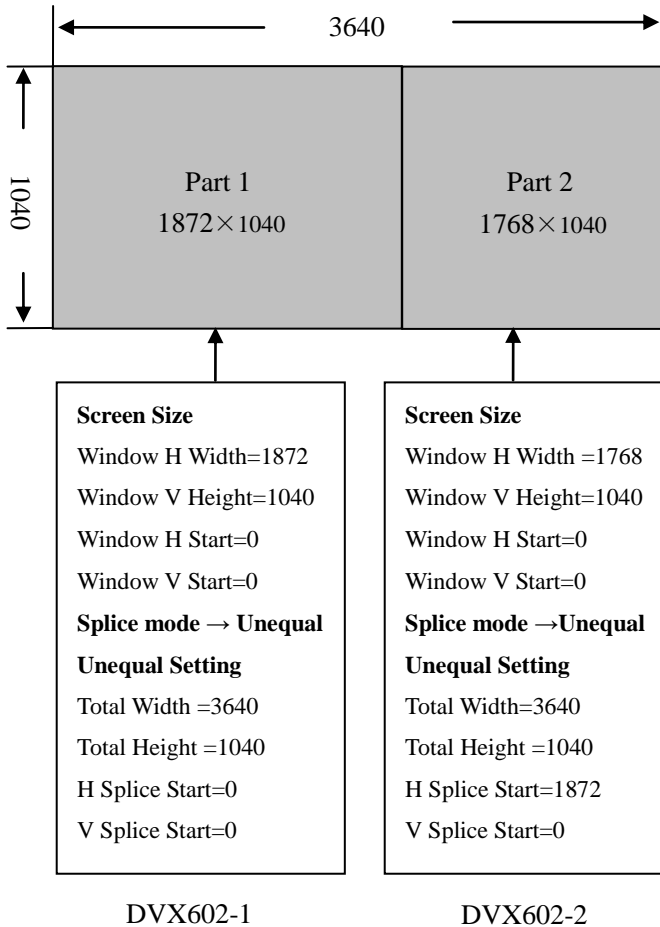 3640
1040
Part 1
1872×1040
Part 2
1768×1040
Screen Size
Window H Width=1872
Window V Height=1040
Window H Start=0
Window V Start=0
Splice mode → Unequal
Unequal Setting
Total Width =3640
Total Height =1040
H Splice Start=0
V Splice Start=0
DVX602-1
Screen Size
Window H Width =1768
Window V Height=1040
Window H Start=0
Window V Start=0
Splice mode →Unequal
Unequal Setting
Total Width=3640
Total Height =1040
H Splice Start=1872
V Splice Start=0
DVX602-2